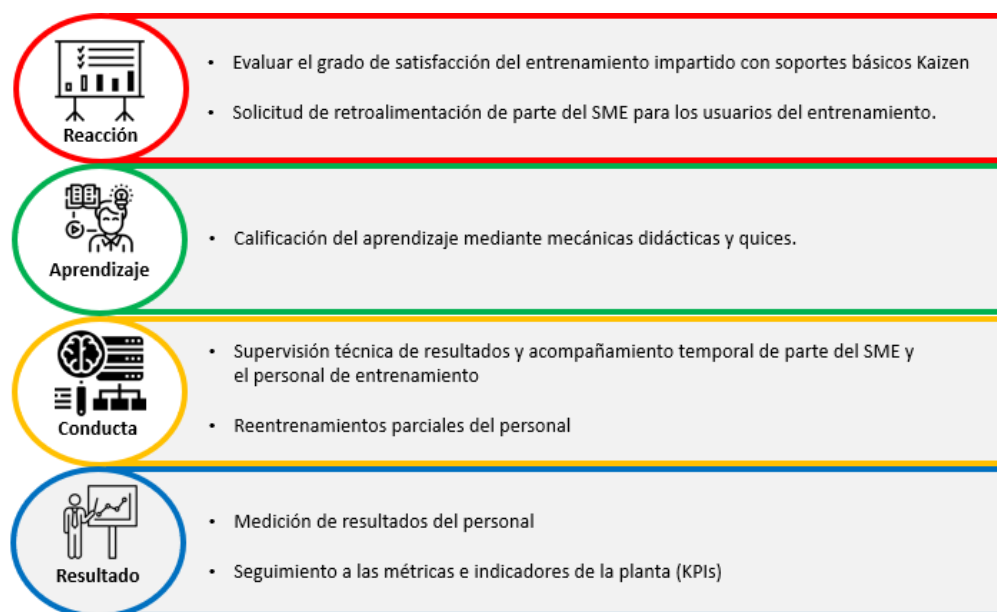 Reacción
• Evaluar el grado de satisfacción del entrenamiento impartido con soportes básicos Kaizen
• Solicitud de retroalimentación de parte del SME para los usuarios del entrenamiento.
Aprendizaje
• Calificación del aprendizaje mediante mecánicas didácticas y quices.
Conducta
• Supervisión técnica de resultados y acompañamiento temporal de parte del SME y
el personal de entrenamiento
• Reentrenamientos parciales del personal
Resultado
• Medición de resultados del personal
• Seguimiento a las métricas e indicadores de la planta (KPIs)